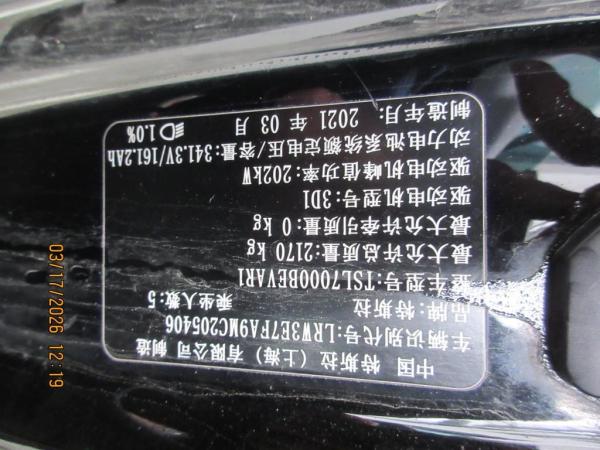 中国 特斯拉（上海）有限公司 制造
车辆识别代号:LRW3E7FA9MC205406
品牌:特斯拉 乘坐人数:5
整车型号:TSL7000BEVAR1
最大允许总质量:2170 kg
最大允许牵引质量:0 kg
驱动电机型号:3D1
驱动电机峰值功率:202kW
动力电池系统额定电压/容量:341.3V/161.2Ah
制造年月: 2021 年 03 月 1.0%
03/17/2026 12:19